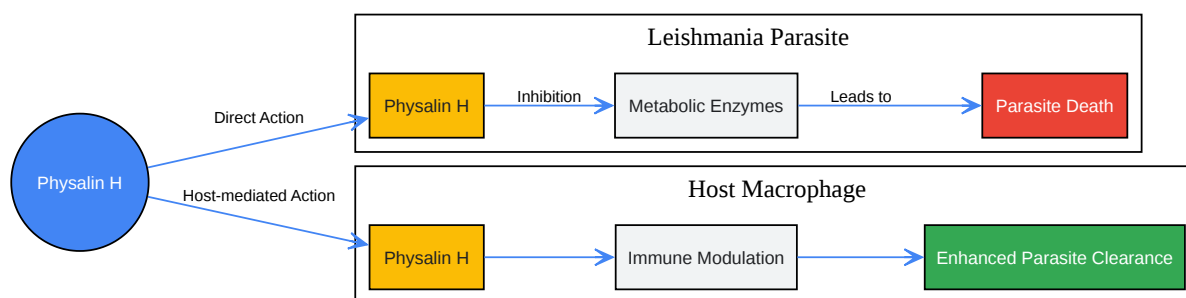 Leishmania Parasite
Physalin H
Inhibition
Metabolic Enzymes
Leads to
Parasite Death
Direct Action
Physalin H
Host-mediated Action
Host Macrophage
Physalin H
Immune Modulation
Enhanced Parasite Clearance